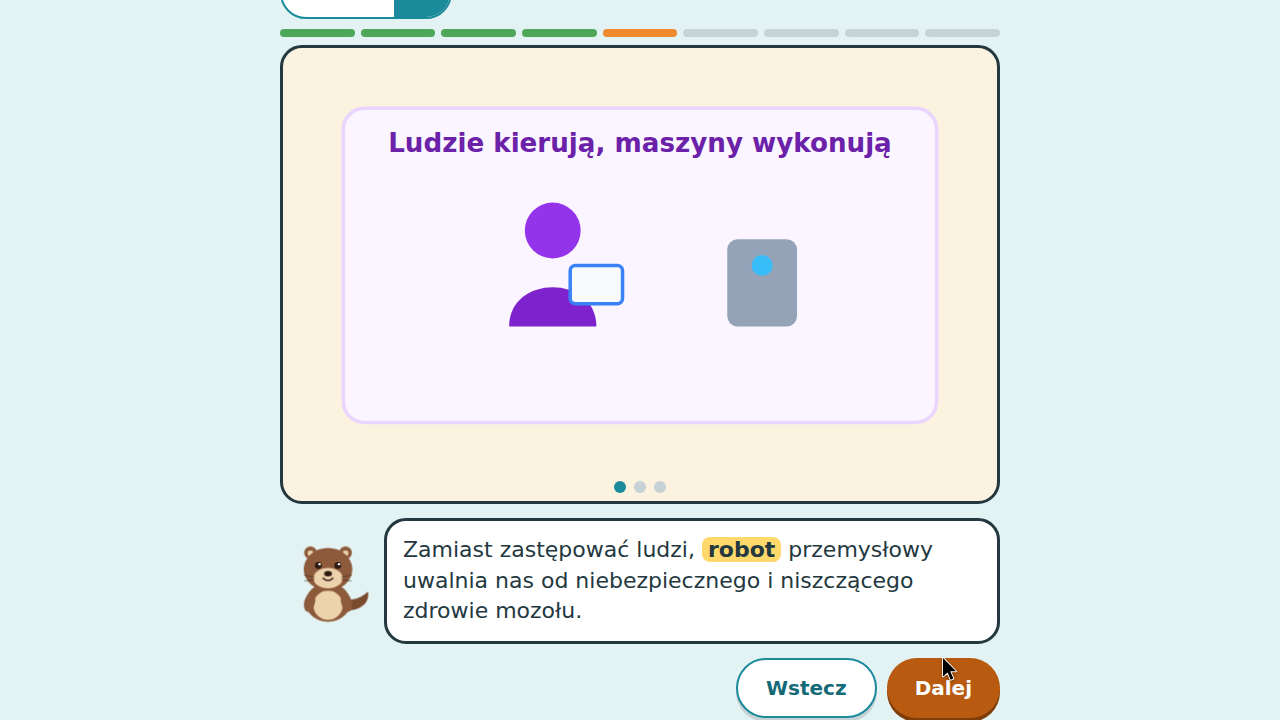 Ludzie kierują, maszyny wykonują
Zamiast zastępować ludzi, robot przemysłowy
uwalnia nas od niebezpiecznego i niszczącego
zdrowie mozołu.
Wstecz
Dalej